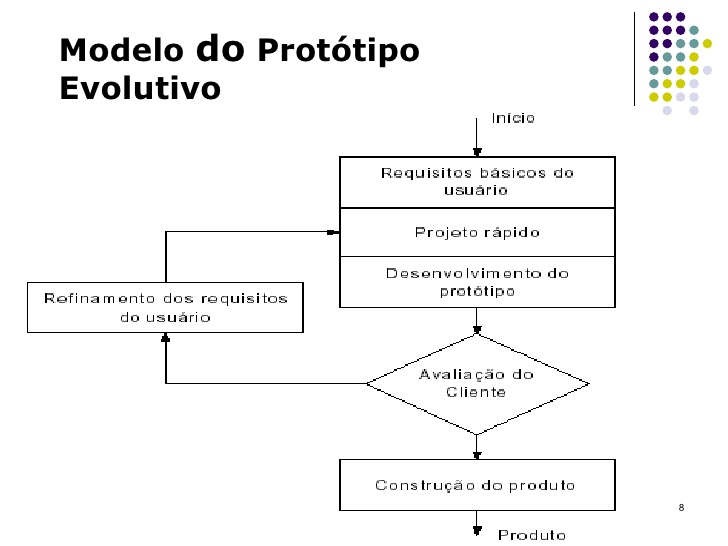 Modelo do Protótipo
Evolutivo
Início
Requisitos básicos do
usuário
Projeto rápido
Desenvolvimento do
protótipo
Refinamento dos requisitos
do usuário
Avaliação do
Cliente
Construção do produto
8
Produto